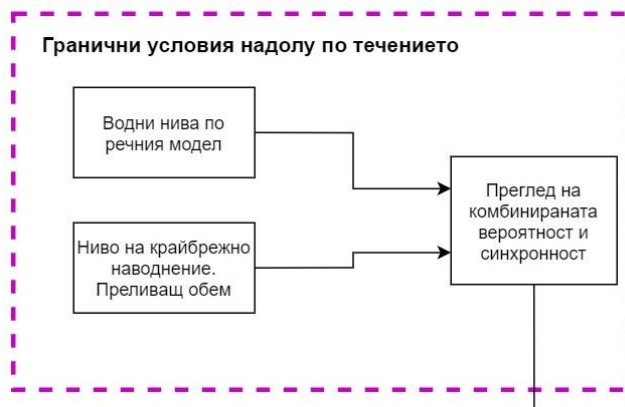 Гранични условия надолу по течението
Водни нива по
речния модел
Преглед на
комбинираната
вероятност и
синхронност
Ниво на крайбрежно
наводнение.
Преливащ обем